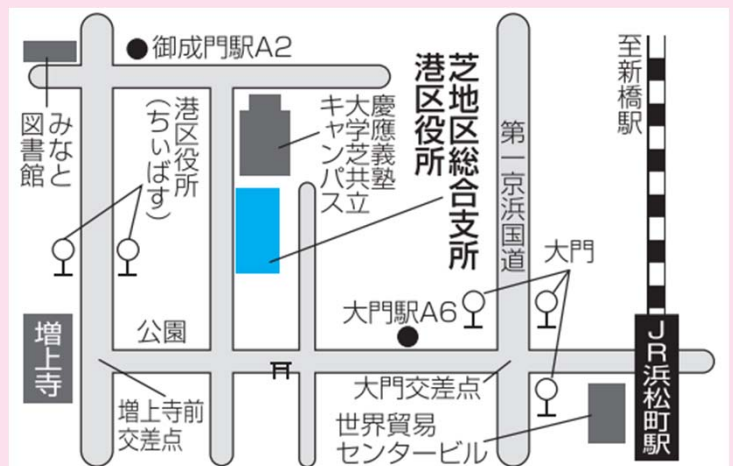 御成門駅A2
みなと
図書館
港区役所
（ちぃばす）
慶應義塾
大学芝共立
キャンパス
芝地区総合支所
港区役所
第一京浜国道
至新橋駅
大門
大門駅A6
増上寺
公園
増上寺前
交差点
大門交差点
世界貿易
センタービル
JR浜松町駅